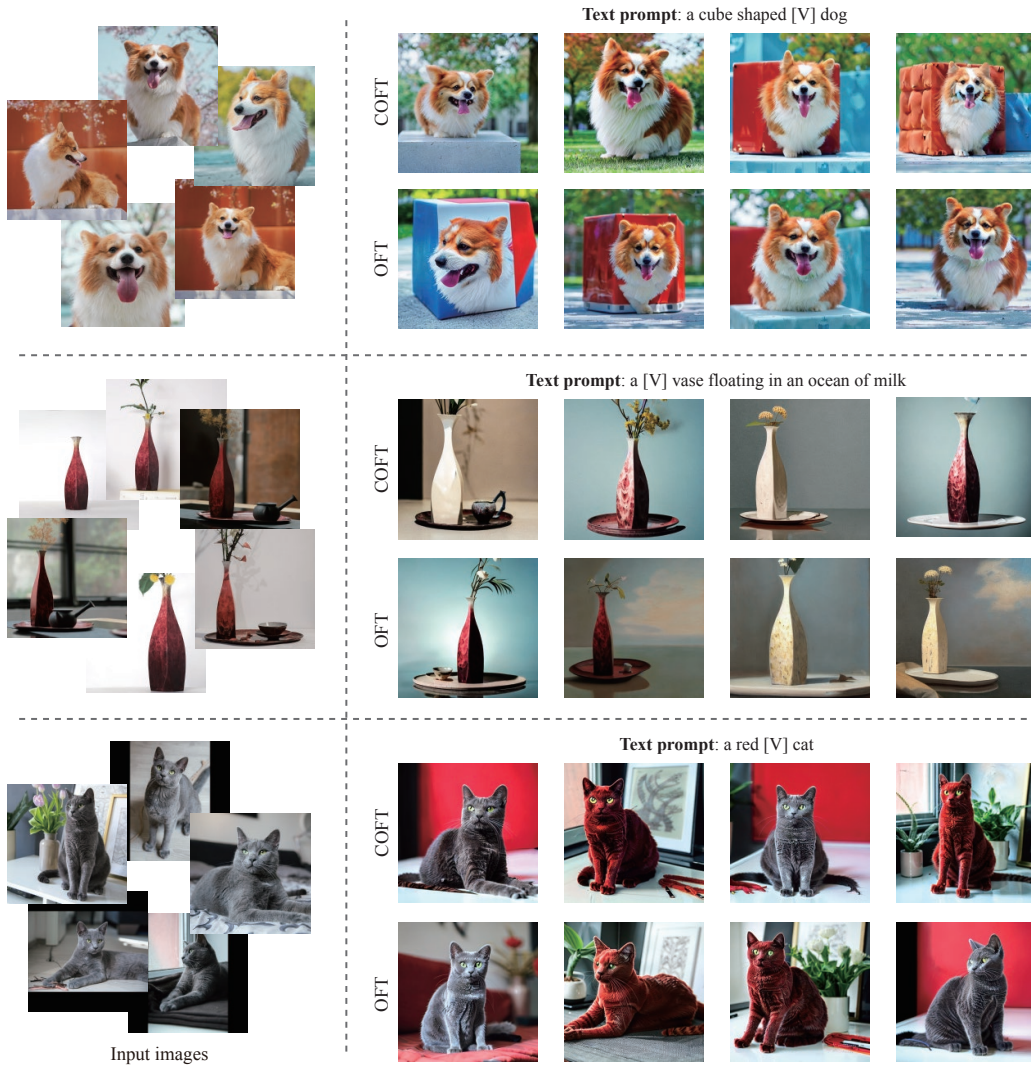 Text prompt: a cube shaped [V] dog
COFT
OFT
Text prompt: a [V] vase floating in an ocean of milk
COFT
OFT
Text prompt: a red [V] cat
COFT
OFT
Input images